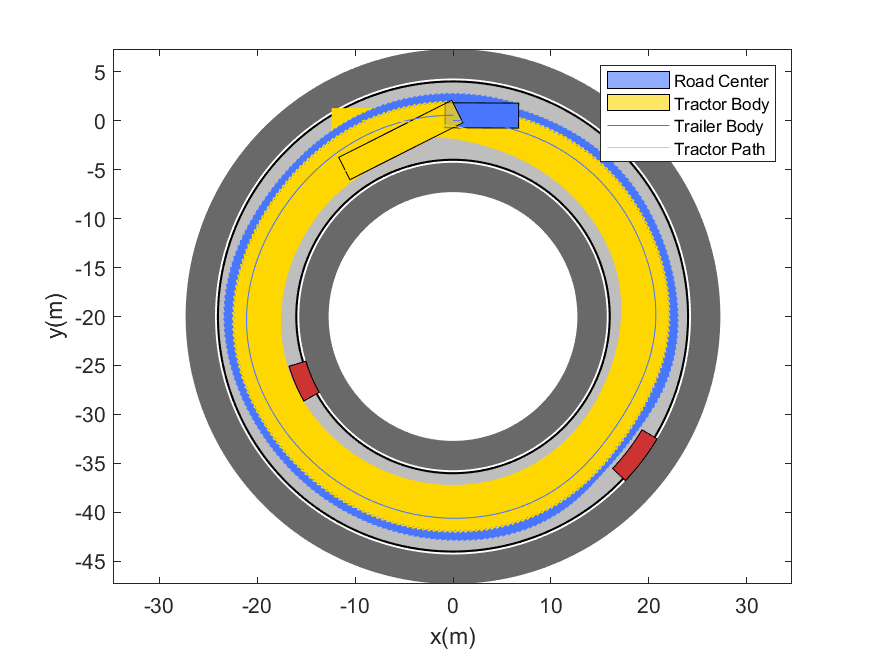 Road Center
Tractor Body
Trailer Body
Tractor Path
5
0
-5
-10
-15
-20
-25
-30
-35
-40
-45
y(m)
-30 -20 -10 0 10 20 30
x(m)